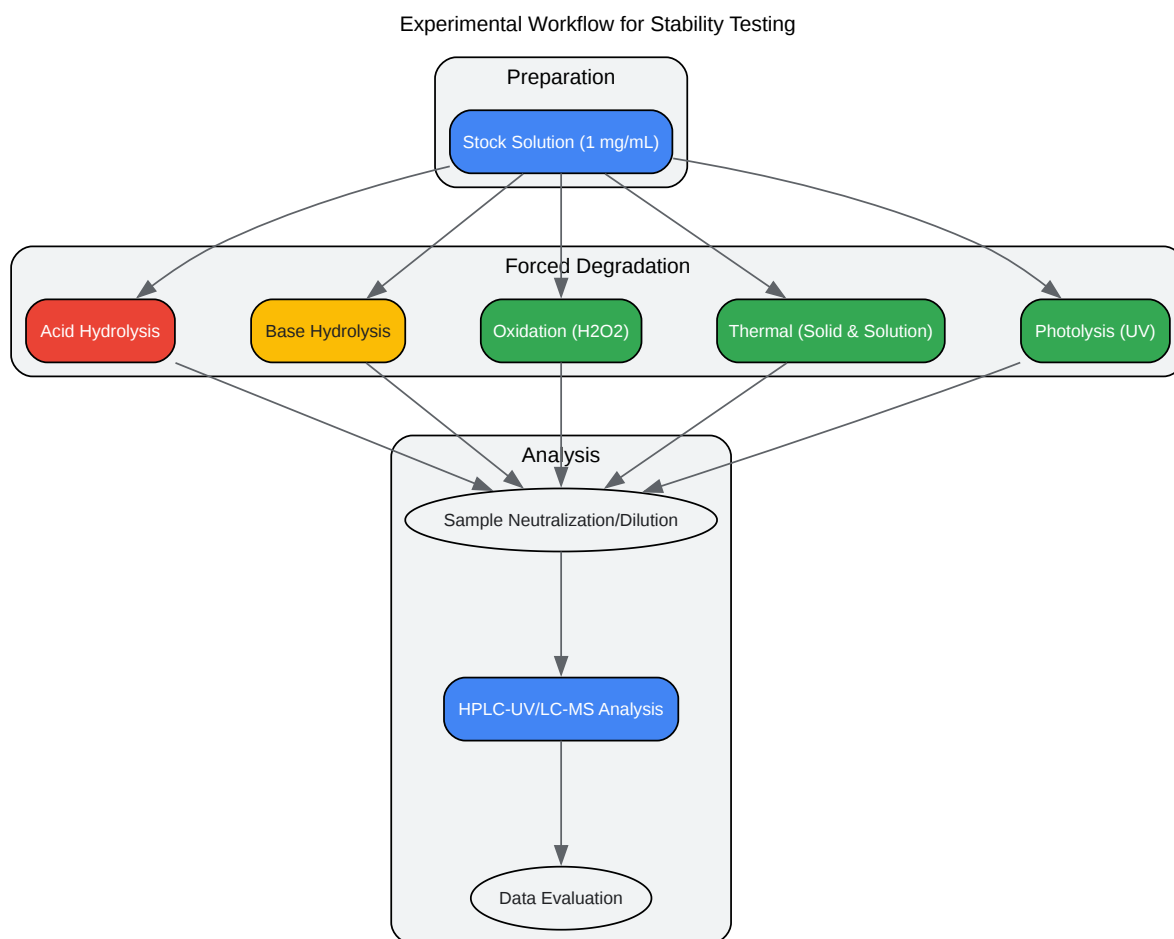 Experimental Workflow for Stability Testing
Preparation
Stock Solution (1 mg/mL)
Forced Degradation
Acid Hydrolysis
Base Hydrolysis
Oxidation (H2O2)
Thermal (Solid & Solution)
Photolysis (UV)
Analysis
Sample Neutralization/Dilution
HPLC-UV/LC-MS Analysis
Data Evaluation